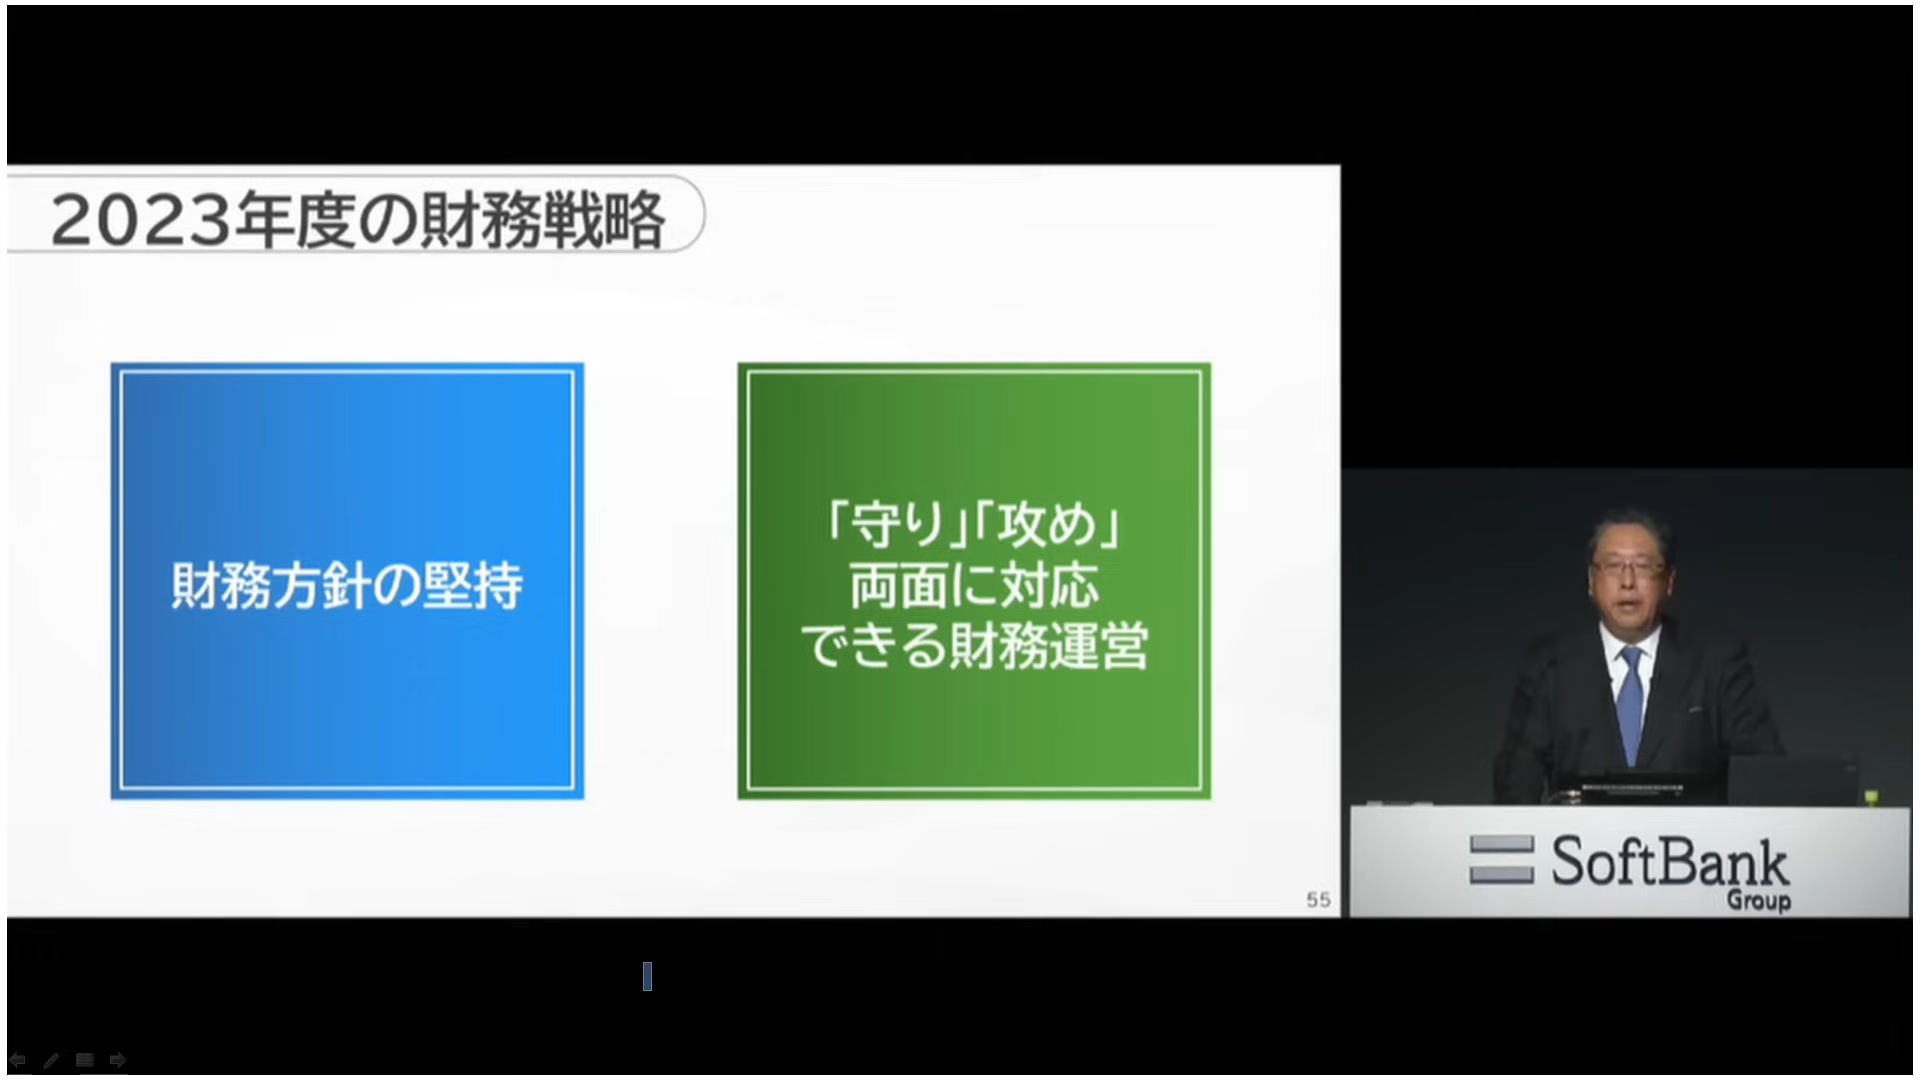 2023年度の財務戦略
財務方針の堅持
「守り」「攻め」
両面に対応
できる財務運営
55
SoftBank
Group